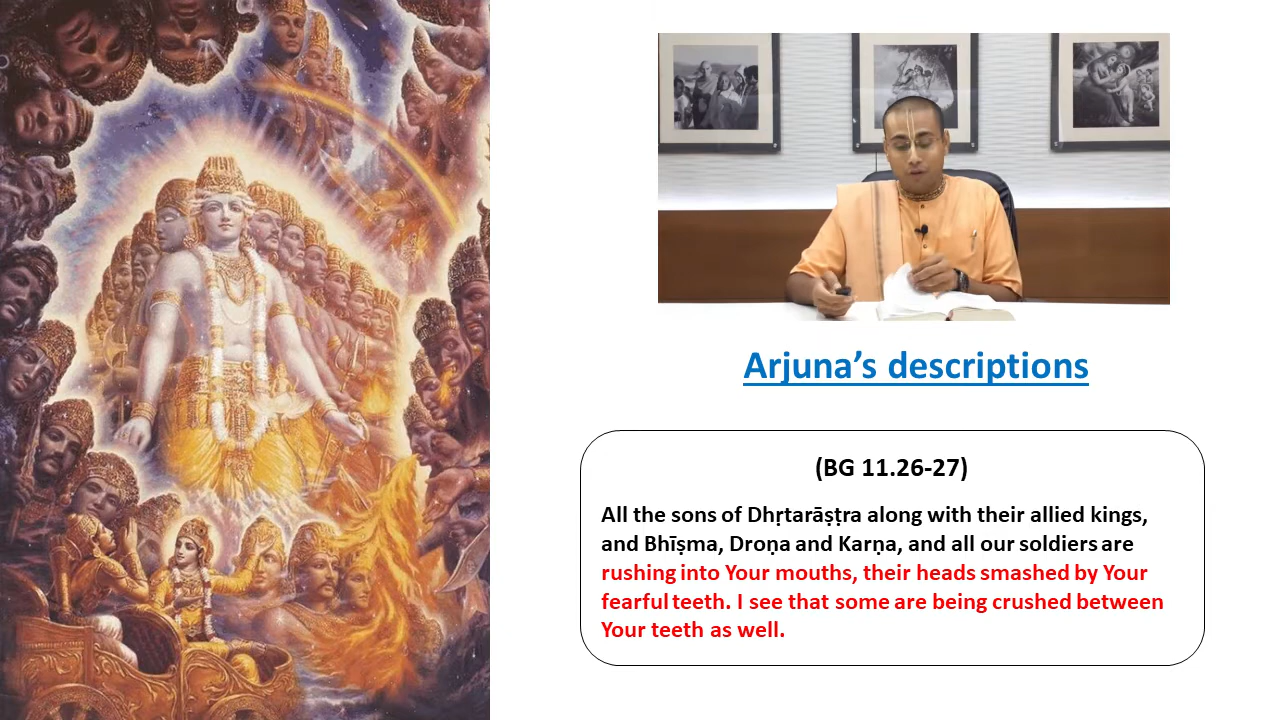 Arjuna’s descriptions
(BG 11.26-27)
All the sons of Dhṛtarāṣṭra along with their allied kings,
and Bhīṣma, Droṇa and Karṇa, and all our soldiers are
rushing into Your mouths, their heads smashed by Your
fearful teeth. I see that some are being crushed between
Your teeth as well.